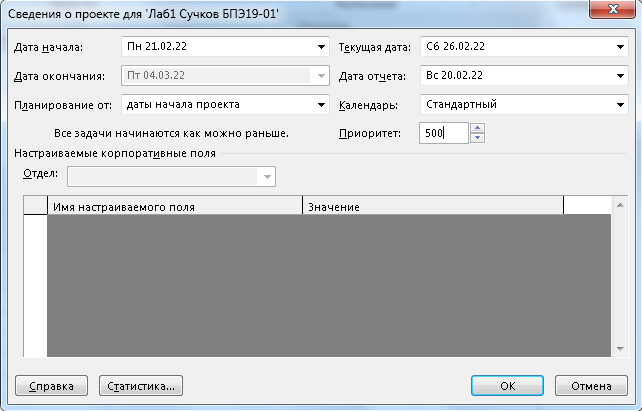 Сведения о проекте для 'Лаб1 Сучков БПЭ19-01'
Дата начала: Пн 21.02.22 Текущая дата: Сб 26.02.22
Дата окончания: Пт 04.03.22 Дата отчета: Вс 20.02.22
Планирование от: даты начала проекта Календарь: Стандартный
Все задачи начинаются как можно раньше. Приоритет: 500
Настраиваемые корпоративные поля
Отдел:
Имя настраиваемого поля Значение
Справка Статистика... ОК Отмена